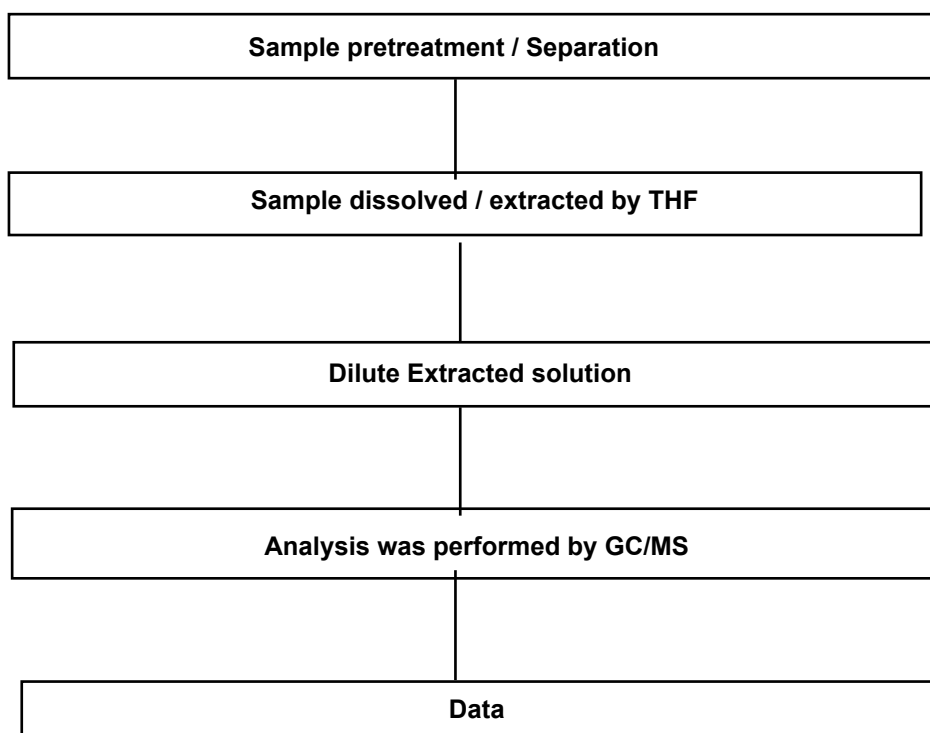 Sample pretreatment / Separation
Sample dissolved / extracted by THF
Dilute Extracted solution
Analysis was performed by GC/MS
Data